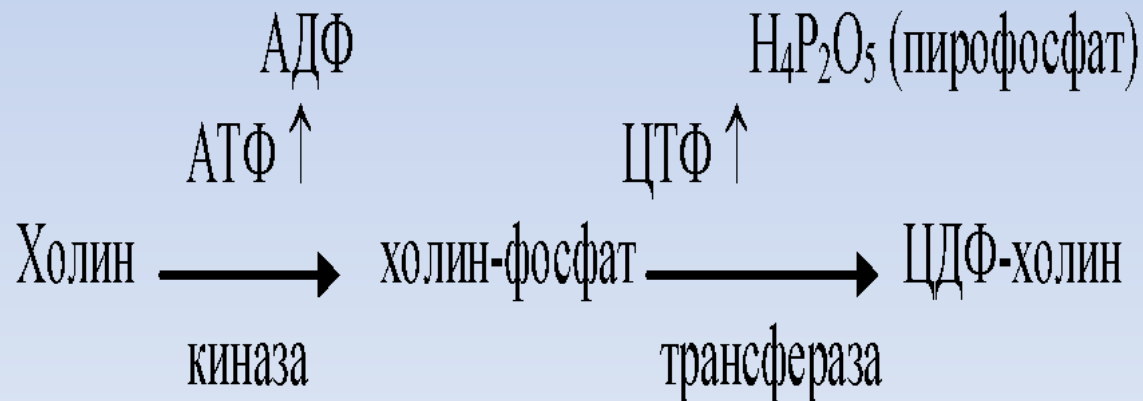 АДФ H₄P₂O₅ (пирофосфат)
АТФ ↑ ЦТФ ↑
Холин → холин-фосфат → ЦДФ-холин
киназа трансфераза